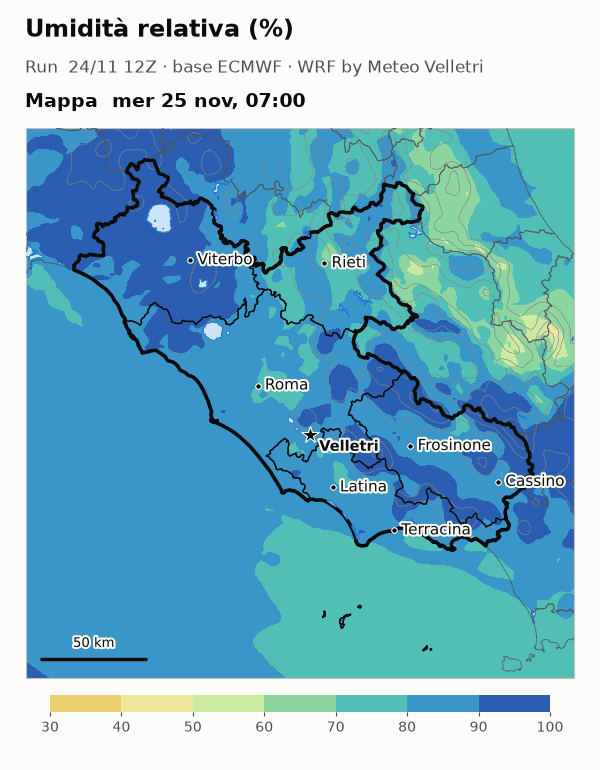 Umidità relativa (%)
Run  24/11 12Z · base ECMWF · WRF by Meteo Velletri
Mappa  mer 25 nov, 07:00
Viterbo
Rieti
Roma
Velletri
Frosinone
Cassino
Latina
Terracina
50 km
30 40 50 60 70 80 90 100